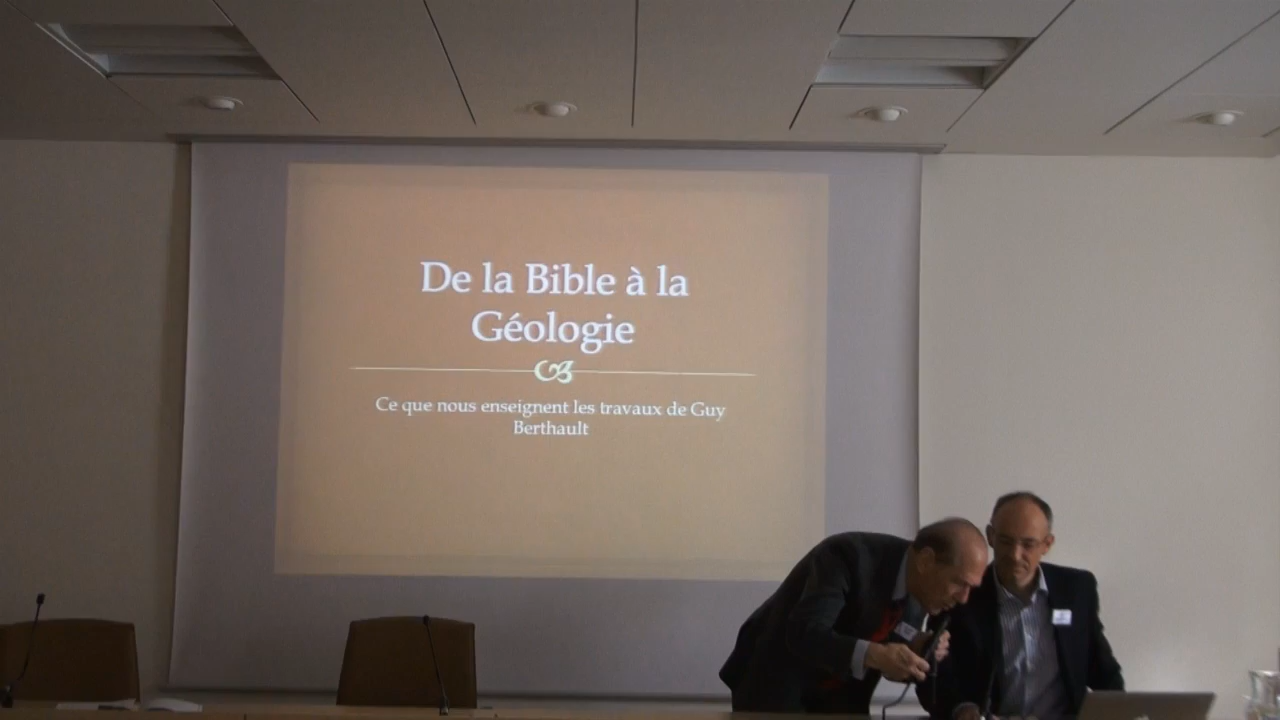 De la Bible à la
Géologie
Ce que nous enseignent les travaux de Guy
Berthault